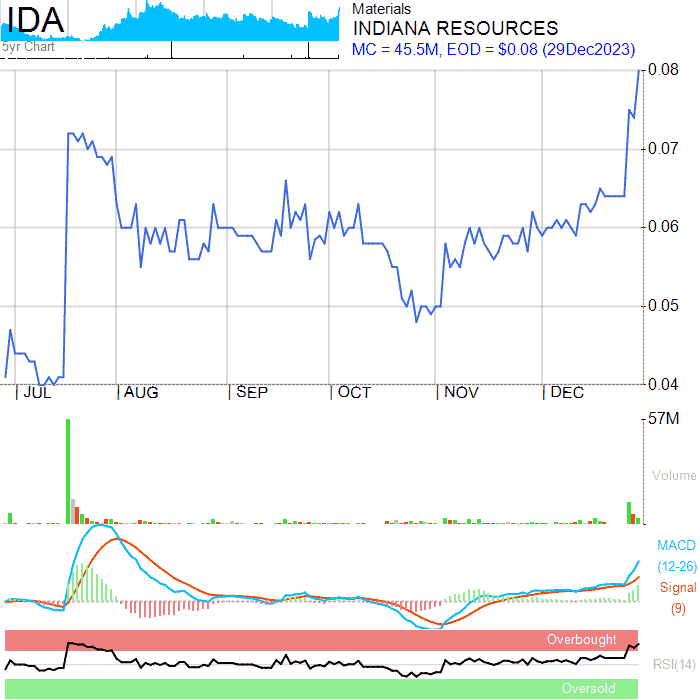 IDA
5yr Chart
Materials
INDIANA RESOURCES
MC = 45.5M, EOD = $0.08 (29Dec2023)
0.08
0.07
0.06
0.05
0.04
JUL AUG SEP OCT NOV DEC
57M
Volume
MACD
(12-26)
Signal
(9)
Overbought
RSI(14)
Oversold